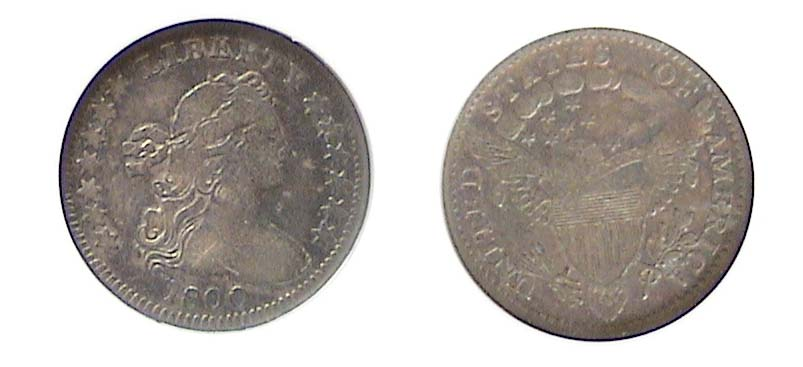 LIBERTY
1800
UNITED STATES OF AMERICA